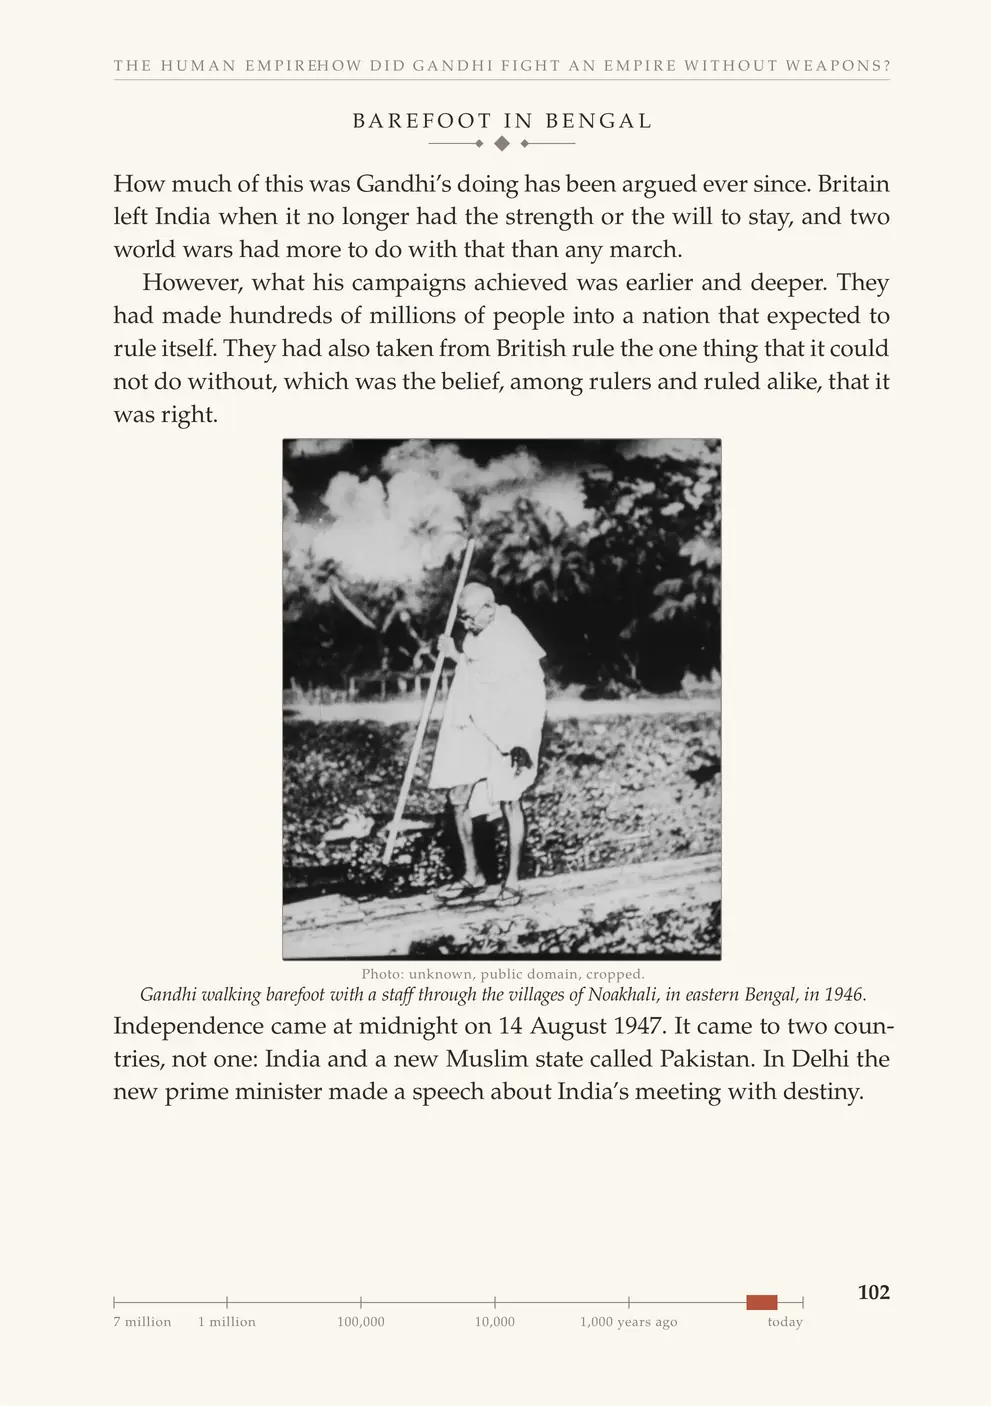 THE HUMAN EMPIRE HOW DID GANDHI FIGHT AN EMPIRE WITHOUT WEAPONS?
BAREFOOT IN BENGAL
How much of this was Gandhi’s doing has been argued ever since. Britain
left India when it no longer had the strength or the will to stay, and two
world wars had more to do with that than any march.
However, what his campaigns achieved was earlier and deeper. They
had made hundreds of millions of people into a nation that expected to
rule itself. They had also taken from British rule the one thing that it could
not do without, which was the belief, among rulers and ruled alike, that it
was right.
Photo: unknown, public domain, cropped.
Gandhi walking barefoot with a staff through the villages of Noakhali, in eastern Bengal, in 1946.
Independence came at midnight on 14 August 1947. It came to two coun-
tries, not one: India and a new Muslim state called Pakistan. In Delhi the
new prime minister made a speech about India’s meeting with destiny.
102
7 million 1 million 100,000 10,000 1,000 years ago today